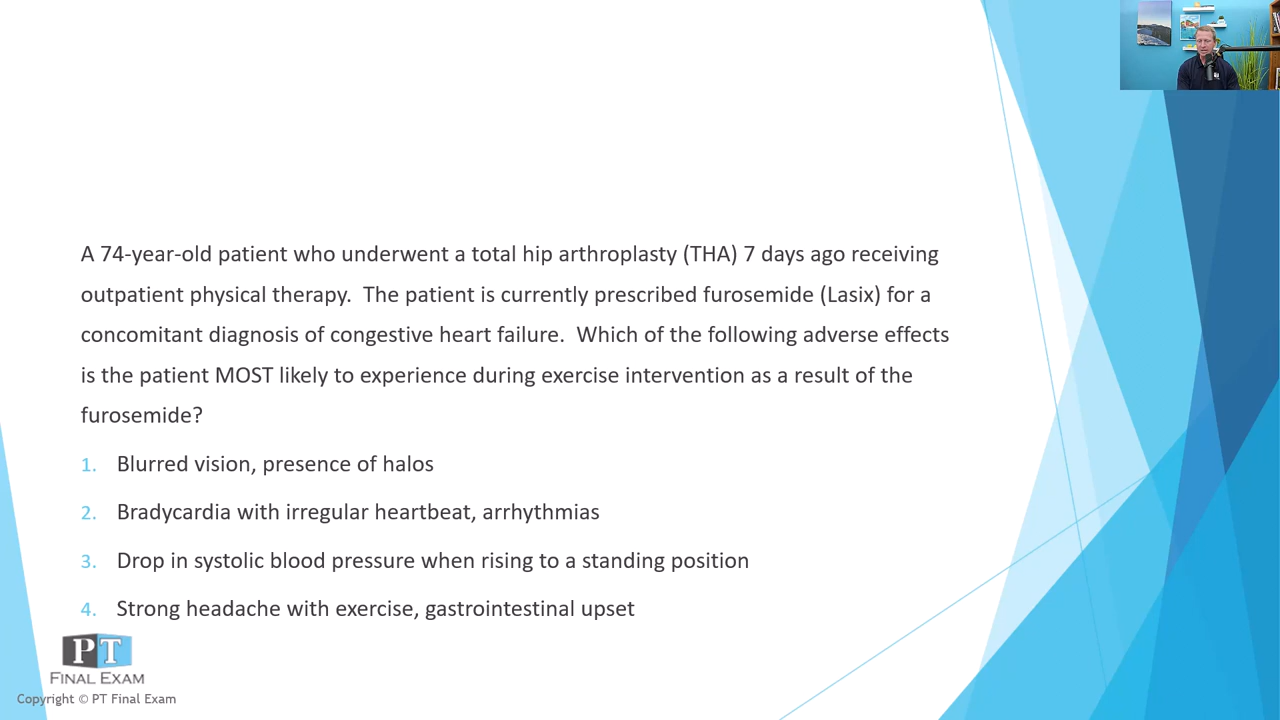 A 74-year-old patient who underwent a total hip arthroplasty (THA) 7 days ago receiving
outpatient physical therapy.  The patient is currently prescribed furosemide (Lasix) for a
concomitant diagnosis of congestive heart failure.  Which of the following adverse effects
is the patient MOST likely to experience during exercise intervention as a result of the
furosemide?
1. Blurred vision, presence of halos
2. Bradycardia with irregular heartbeat, arrhythmias
3. Drop in systolic blood pressure when rising to a standing position
4. Strong headache with exercise, gastrointestinal upset
PT
FINAL EXAM
Copyright © PT Final Exam